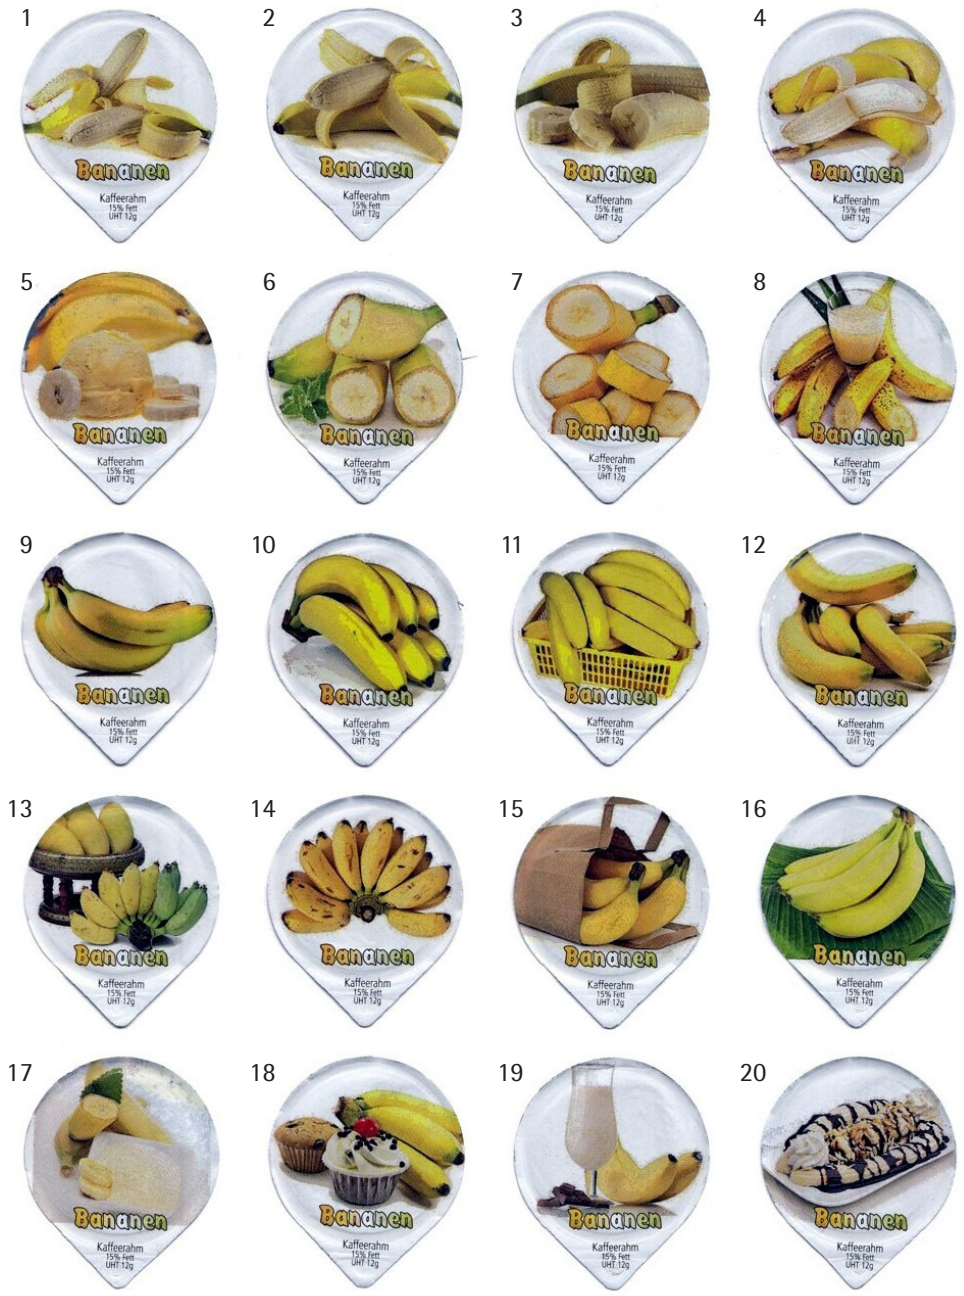 1 2 3 4
Bananen Bananen Bananen Bananen
Kaffeerahm Kaffeerahm Kaffeerahm Kaffeerahm
15% Fett 15% Fett 15% Fett 15% Fett
UHT 12g UHT 12g UHT 12g UHT 12g
5 6 7 8
Bananen Bananen Bananen Bananen
Kaffeerahm Kaffeerahm Kaffeerahm Kaffeerahm
15% Fett 15% Fett 15% Fett 15% Fett
UHT 12g UHT 12g UHT 12g UHT 12g
9 10 11 12
Bananen Bananen Bananen Bananen
Kaffeerahm Kaffeerahm Kaffeerahm Kaffeerahm
15% Fett 15% Fett 15% Fett 15% Fett
UHT 12g UHT 12g UHT 12g UHT 12g
13 14 15 16
Bananen Bananen Bananen Bananen
Kaffeerahm Kaffeerahm Kaffeerahm Kaffeerahm
15% Fett 15% Fett 15% Fett 15% Fett
UHT 12g UHT 12g UHT 12g UHT 12g
17 18 19 20
Bananen Bananen Bananen Bananen
Kaffeerahm Kaffeerahm Kaffeerahm Kaffeerahm
15% Fett 15% Fett 15% Fett 15% Fett
UHT 12g UHT 12g UHT 12g UHT 12g